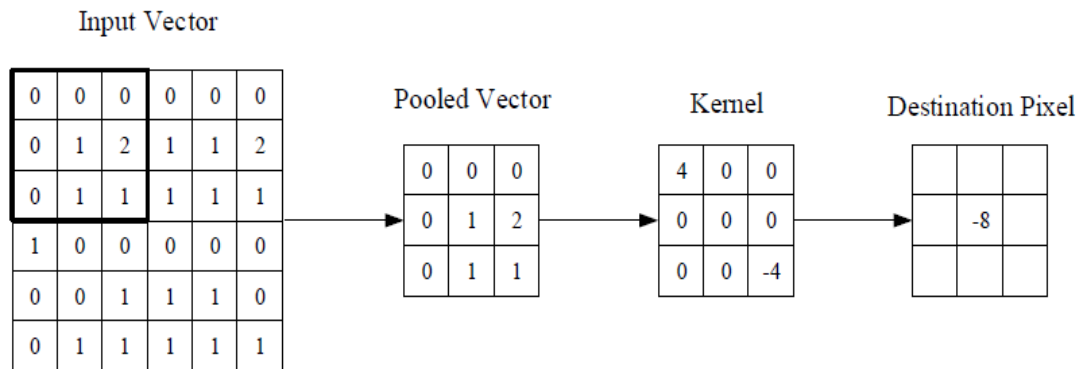 Input Vector
0 0 0 0 0 0
0 1 2 1 1 2
0 1 1 1 1 1
1 0 0 0 0 0
0 0 1 1 1 0
0 1 1 1 1 1
Pooled Vector
0 0 0
0 1 2
0 1 1
Kernel
4 0 0
0 0 0
0 0 -4
Destination Pixel
-8